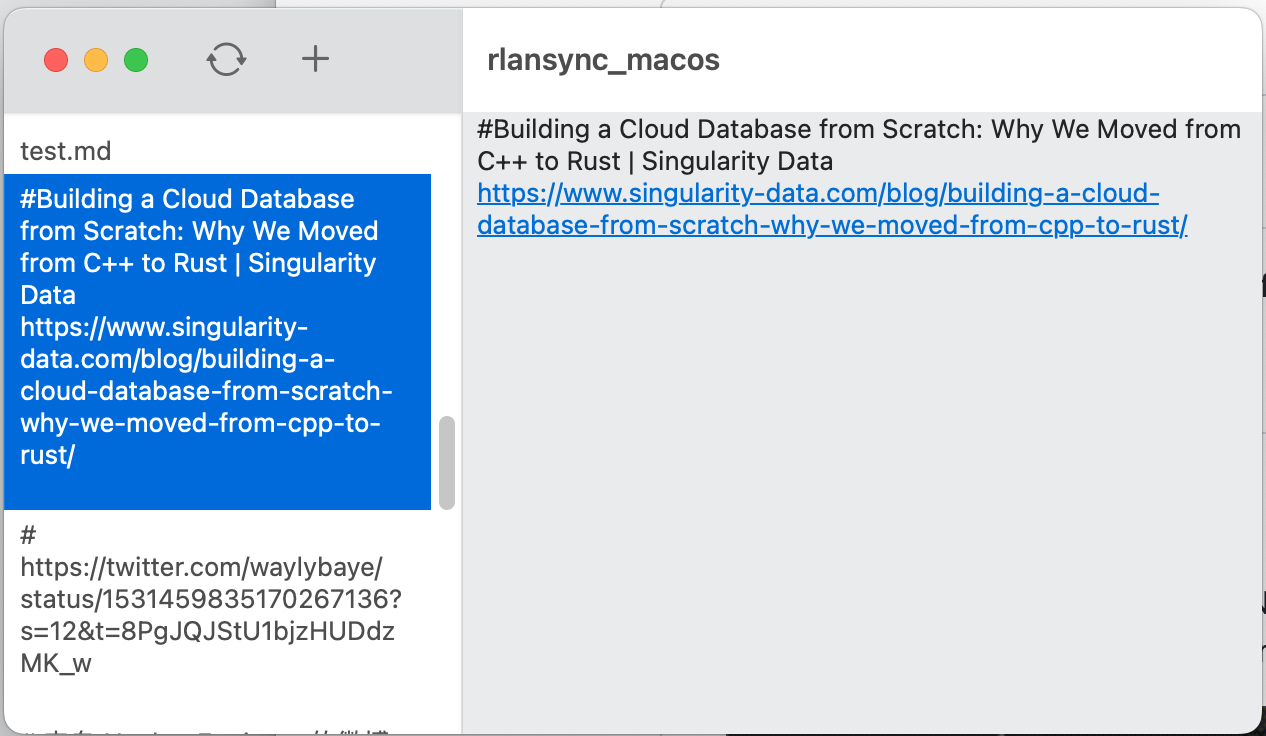 rlansync_macos
test.md
#Building a Cloud Database
from Scratch: Why We Moved
from C++ to Rust | Singularity
Data
https://www.singularity-
data.com/blog/building-a-
cloud-database-from-scratch-
why-we-moved-from-cpp-to-
rust/
#
https://twitter.com/waylybaye/
status/1531459835170267136?
s=12&t=8PgJQJStU1bjzHUDdz
MK_w
#Building a Cloud Database from Scratch: Why We Moved from
C++ to Rust | Singularity Data
https://www.singularity-data.com/blog/building-a-cloud-
database-from-scratch-why-we-moved-from-cpp-to-rust/